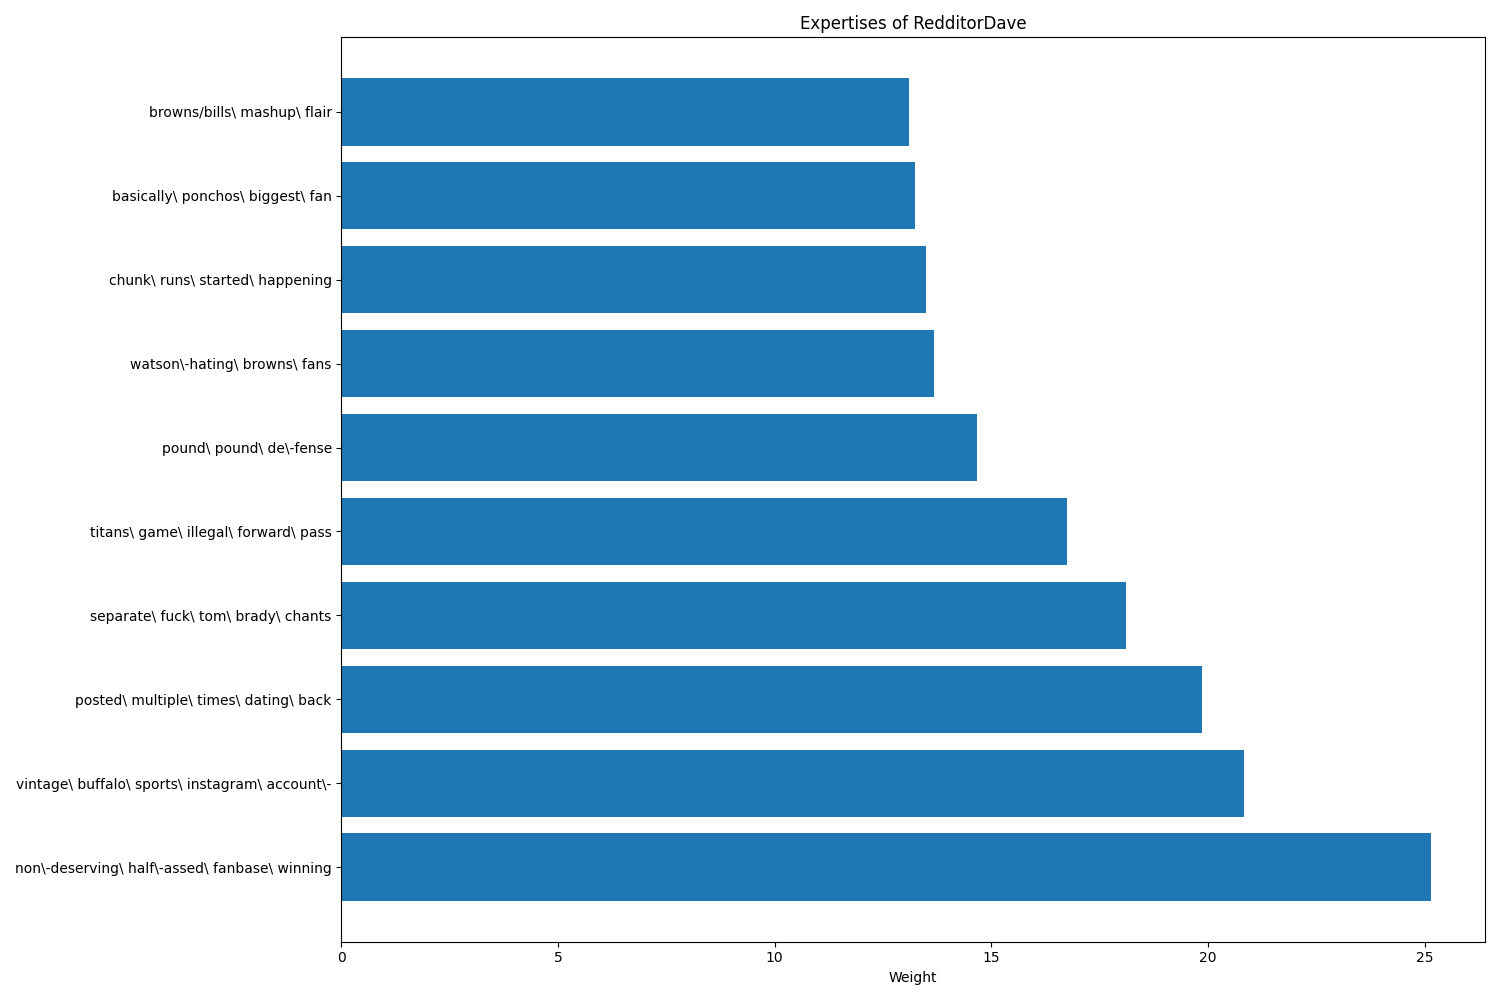 Expertises of RedditorDave
browns/bills\ mashup\ flair
basically\ ponchos\ biggest\ fan
chunk\ runs\ started\ happening
watson\-hating\ browns\ fans
pound\ pound\ de\-fense
titans\ game\ illegal\ forward\ pass
separate\ fuck\ tom\ brady\ chants
posted\ multiple\ times\ dating\ back
vintage\ buffalo\ sports\ instagram\ account\-
non\-deserving\ half\-assed\ fanbase\ winning
0 5 10 15 20 25
Weight